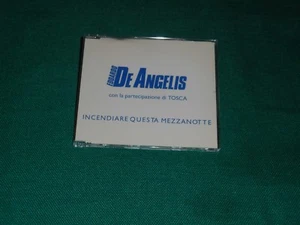 EDOARDO
DE ANGELIS
con la partecipazione di TOSCA
INCENDIARE QUESTA MEZZANOTTE